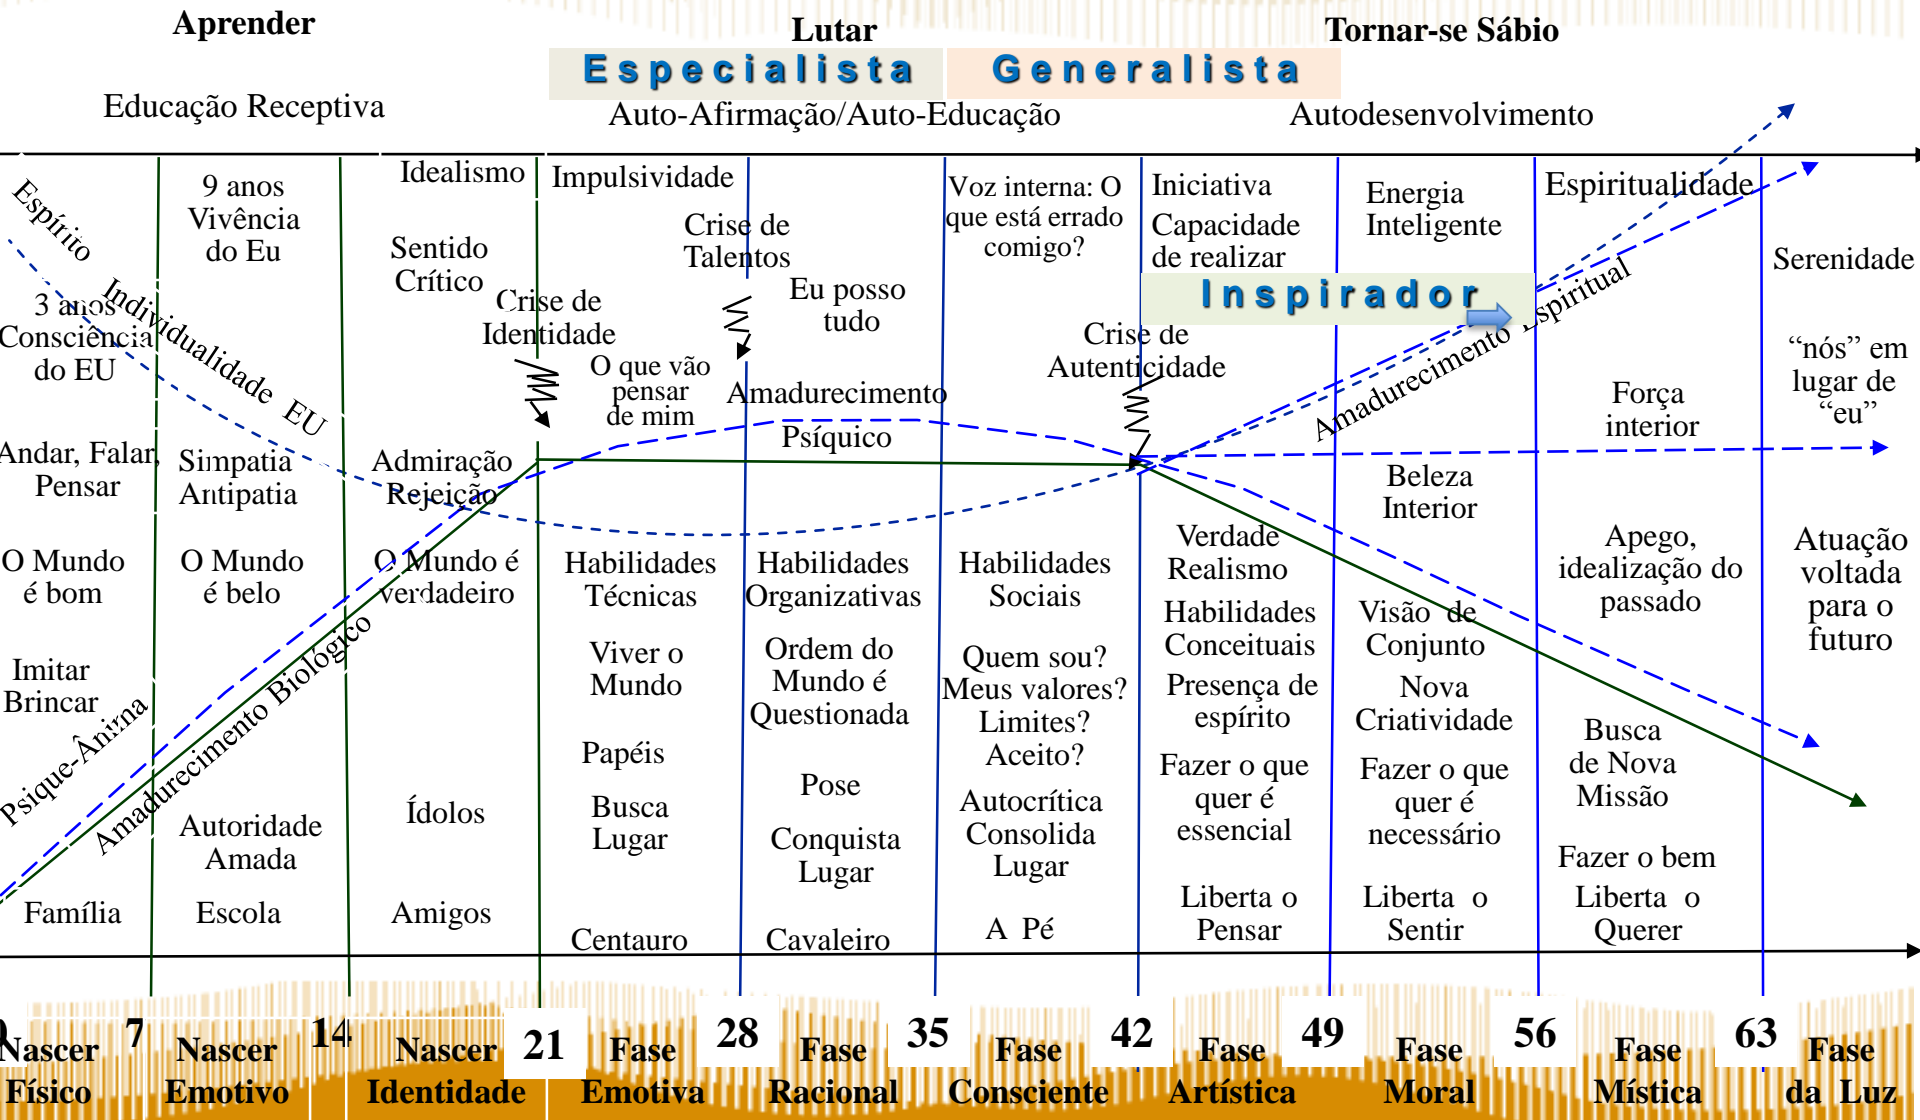 Aprender
Lutar
Tornar-se Sábio
Especialista
Generalista
Educação Receptiva
Auto-Afirmação/Auto-Educação
Autodesenvolvimento
Espírito
Individualidade EU
3 anos
Consciência
do EU
Andar, Falar,
Pensar
O Mundo
é bom
Imitar
Brincar
Psique-Ânima
Amadurecimento Biológico
Família
9 anos
Vivência
do Eu
Simpatia
Antipatia
O Mundo
é belo
Autoridade
Amada
Escola
Idealismo
Sentido
Crítico
Crise de
Identidade
Admiração
Rejeição
O Mundo é
verdadeiro
Ídolos
Amigos
Impulsividade
O que vão
pensar
de mim
Habilidades
Técnicas
Viver o
Mundo
Papéis
Busca
Lugar
Centauro
Crise de
Talentos
Eu posso
tudo
Amadurecimento
Psíquico
Habilidades
Organizativas
Ordem do
Mundo é
Questionada
Pose
Conquista
Lugar
Cavaleiro
Voz interna: O
que está errado
comigo?
Crise de
Autenticidade
Habilidades
Sociais
Quem sou?
Meus valores?
Limites?
Aceito?
Autocrítica
Consolida
Lugar
A Pé
Iniciativa
Capacidade
de realizar
Inspirador
Verdade
Realismo
Habilidades
Conceituais
Presença de
espírito
Fazer o que
quer é
essencial
Liberta o
Pensar
Energia
Inteligente
Amadurecimento Espiritual
Beleza
Interior
Visão de
Conjunto
Nova
Criatividade
Fazer o que
quer é
necessário
Liberta o
Sentir
Espiritualidade
Força
interior
Apego,
idealização do
passado
Busca
de Nova
Missão
Fazer o bem
Liberta o
Querer
Serenidade
“nós” em
lugar de
“eu”
Atuação
voltada
para o
futuro
0 7 14 21 28 35 42 49 56 63
Nascer
Físico
Nascer
Emotivo
Nascer
Identidade
Fase
Emotiva
Fase
Racional
Fase
Consciente
Fase
Artística
Fase
Moral
Fase
Mística
Fase
da Luz